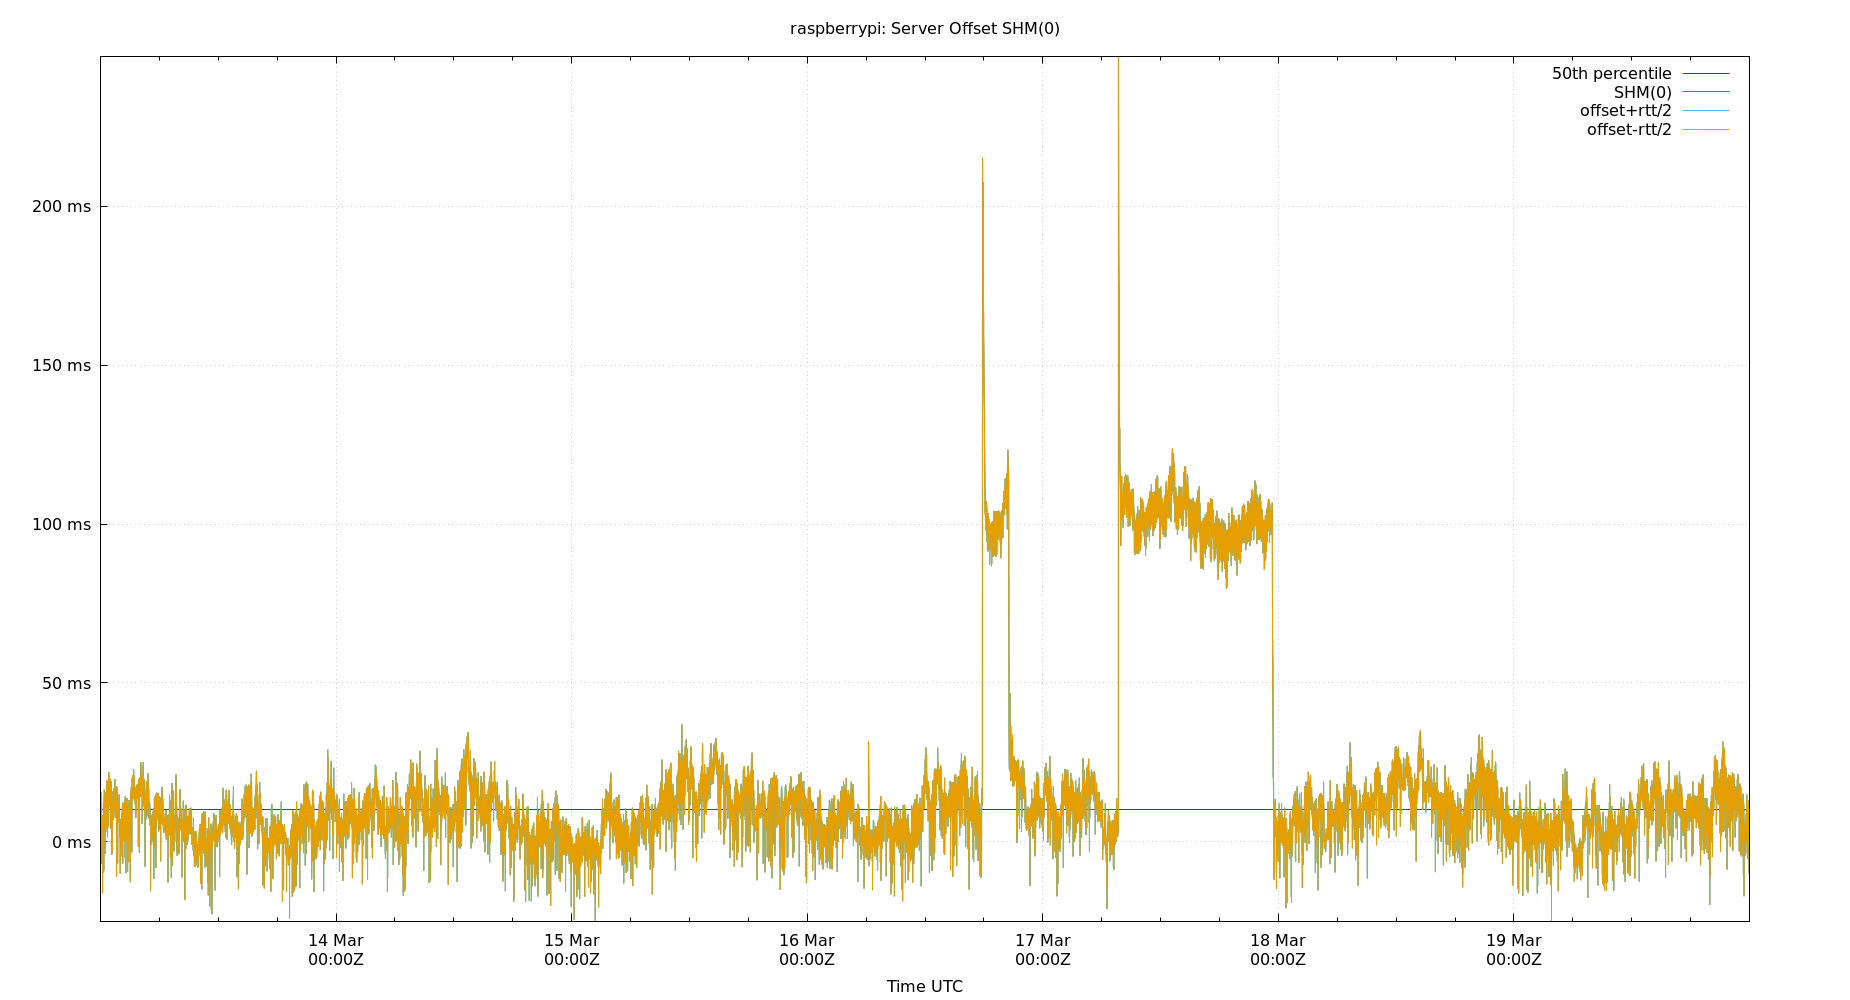 raspberrypi: Server Offset SHM(0)
50th percentile
SHM(0)
offset+rtt/2
offset-rtt/2
200 ms
150 ms
100 ms
50 ms
0 ms
14 Mar
00:00Z
15 Mar
00:00Z
16 Mar
00:00Z
17 Mar
00:00Z
18 Mar
00:00Z
19 Mar
00:00Z
Time UTC